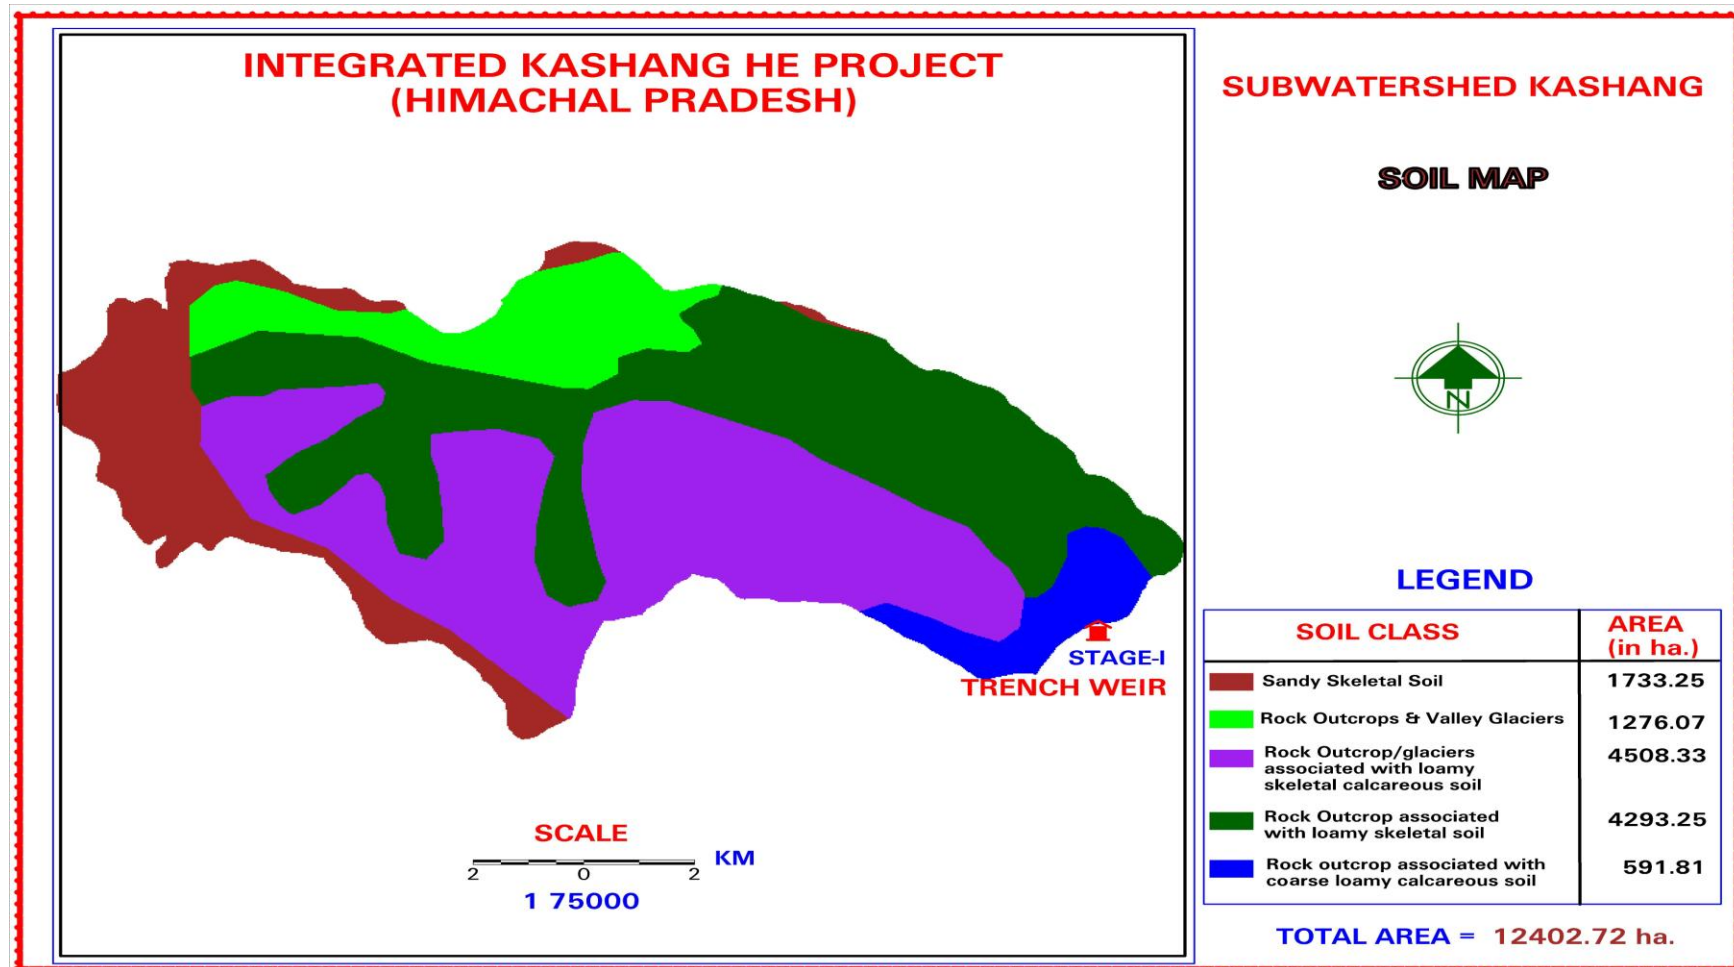 INTEGRATED KASHANG HE PROJECT
(HIMACHAL PRADESH)
SUBWATERSHED KASHANG
SOIL MAP
N
STAGE-I
TRENCH WEIR
SCALE
KM
2 0 2
1 75000
LEGEND
SOIL CLASS
AREA
(in ha.)
Sandy Skeletal Soil 1733.25
Rock Outcrops & Valley Glaciers 1276.07
Rock Outcrop/glaciers 4508.33
associated with loamy
skeletal calcareous soil
Rock Outcrop associated 4293.25
with loamy skeletal soil
Rock outcrop associated with 591.81
coarse loamy calcareous soil
TOTAL AREA = 12402.72 ha.